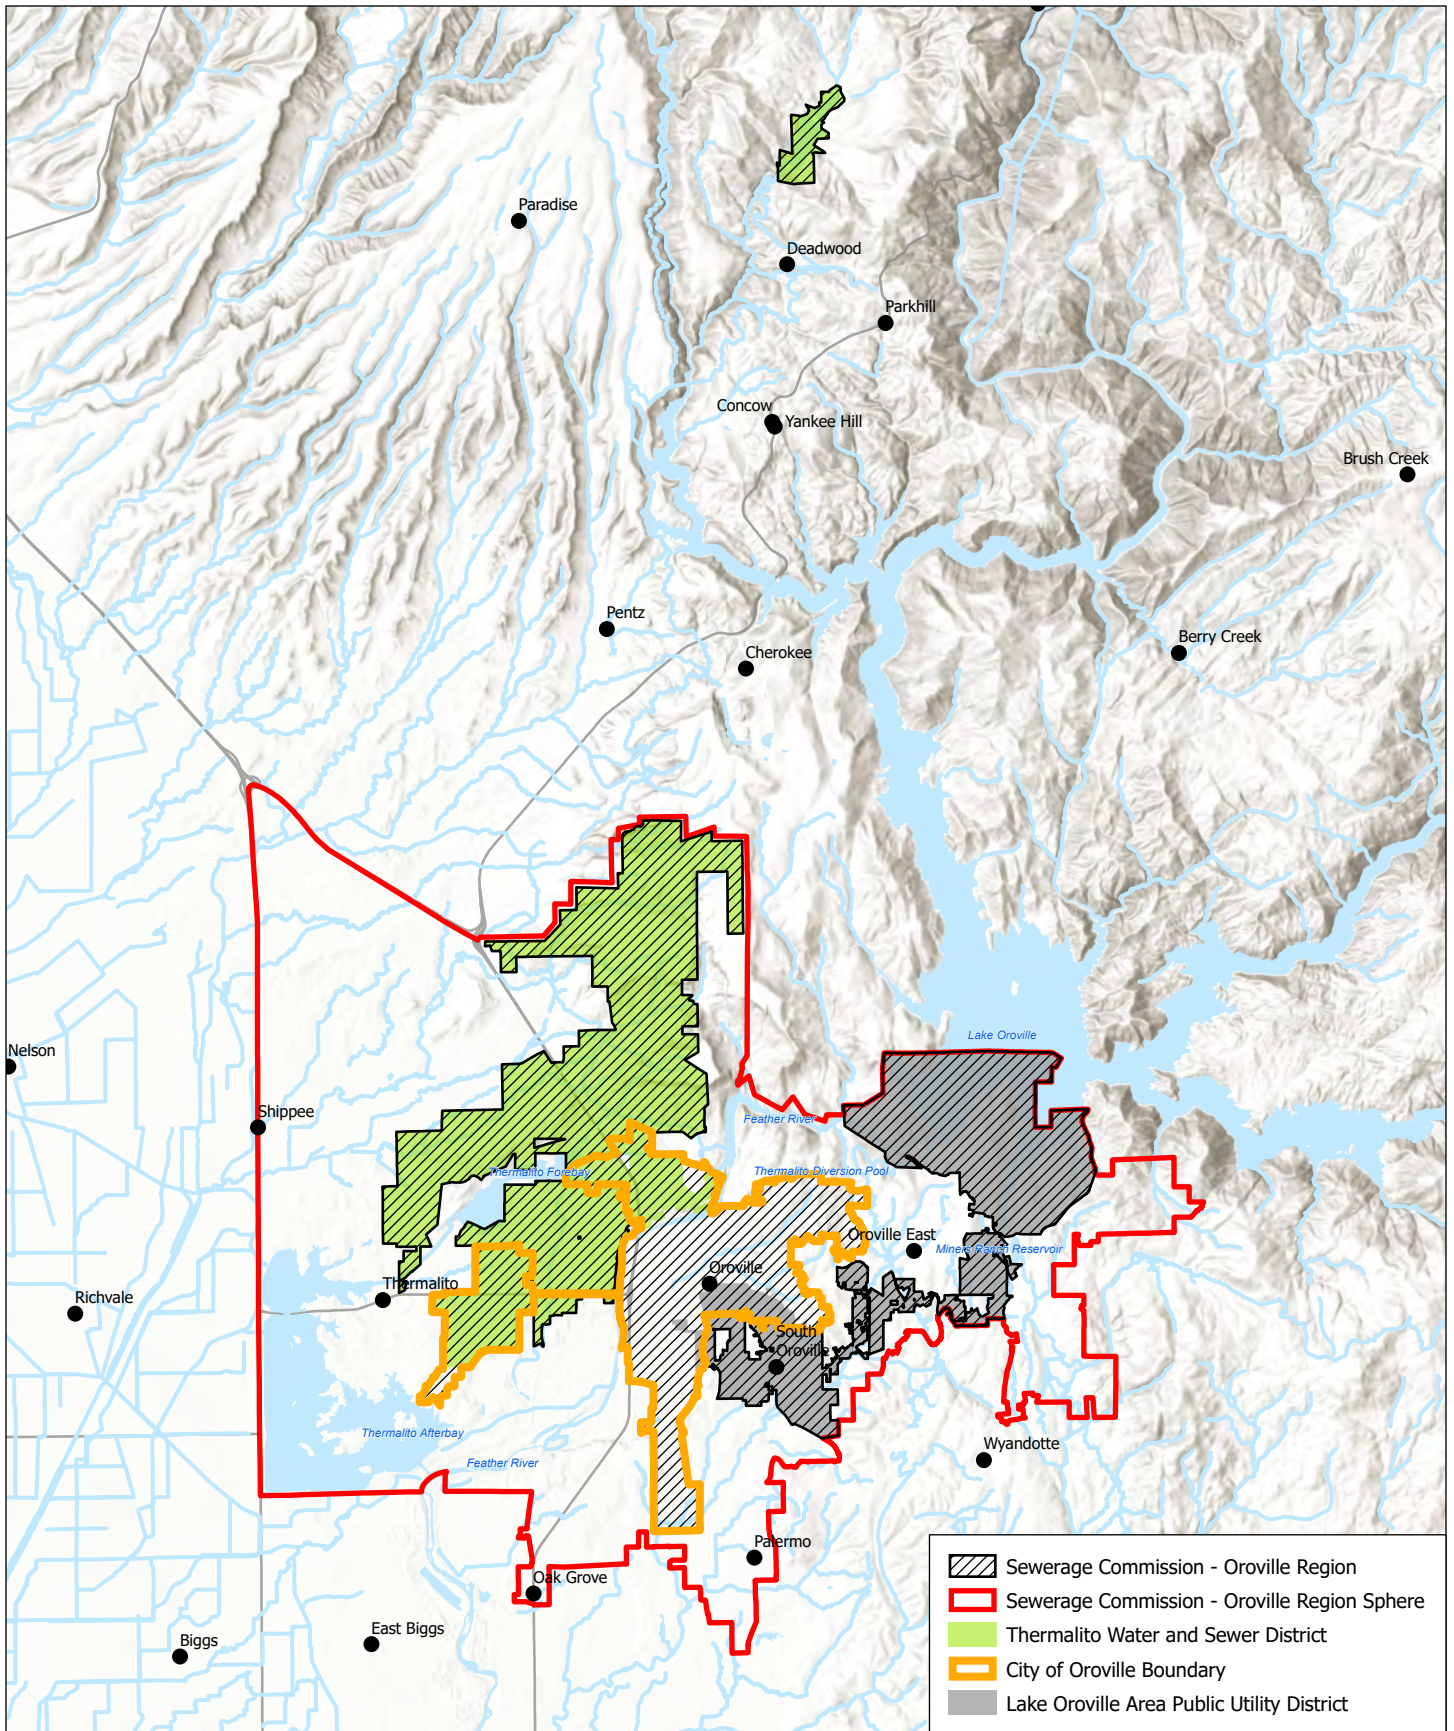 Paradise
Deadwood
Parkhill
Concow
Yankee Hill
Brush Creek
Pentz
Berry Creek
Cherokee
Lake Oroville
Nelson
Shippee
Feather River
Thermalito Forebay
Thermalito Diversion Pool
Oroville East
Miners Ranch Reservoir
Thermalito
Oroville
Richvale
South
Oroville
Thermalito Afterbay
Wyandotte
Feather River
Palermo
Oak Grove
East Biggs
Biggs
Sewerage Commission - Oroville Region
Sewerage Commission - Oroville Region Sphere
Thermalito Water and Sewer District
City of Oroville Boundary
Lake Oroville Area Public Utility District